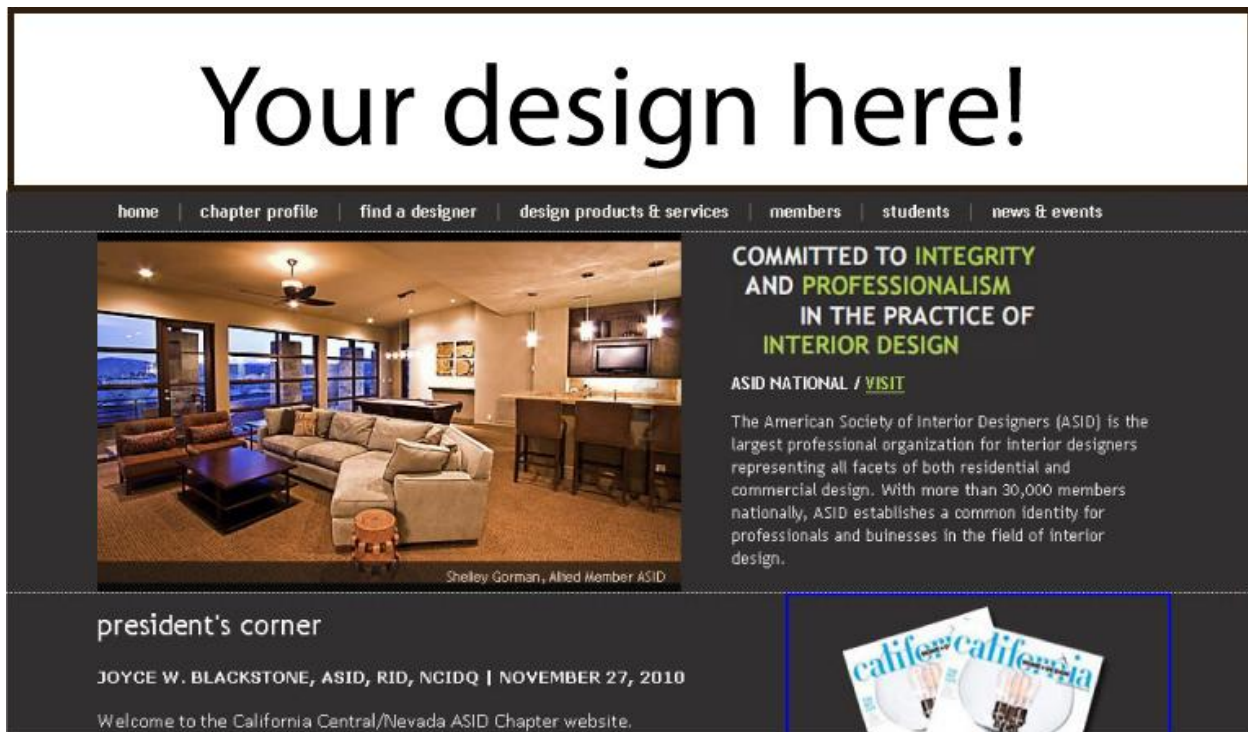 Your design here!
home | chapter profile | find a designer | design products & services | members | students | news & events
COMMITTED TO INTEGRITY
AND PROFESSIONALISM
IN THE PRACTICE OF
INTERIOR DESIGN
ASID NATIONAL / VISIT
The American Society of Interior Designers (ASID) is the
largest professional organization for interior designers
representing all facets of both residential and
commercial design. With more than 30,000 members
nationally, ASID establishes a common identity for
professionals and buinesses in the field of interior
design.
Shelley Gorman, Allied Member ASID
president's corner
JOYCE W. BLACKSTONE, ASID, RID, NCIDQ | NOVEMBER 27, 2010
Welcome to the California Central/Nevada ASID Chapter website.
california